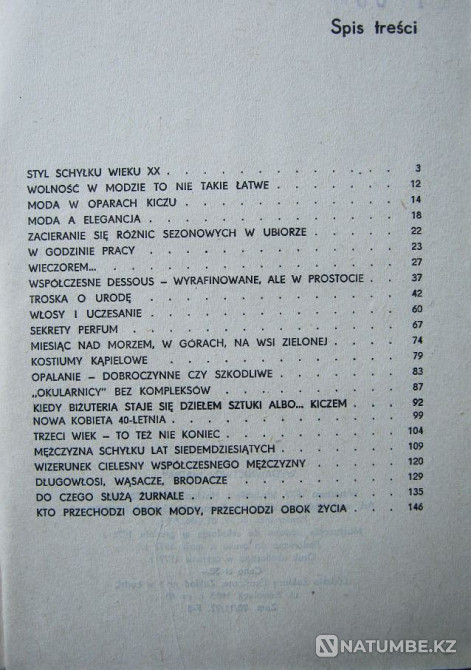 Spis treści
STYL SCHYŁKU WIEKU XX . . . . . . . . . . . . . . 3
WOLNOŚĆ W MODZIE TO NIE TAKIE ŁATWE . . . . . . . 12
MODA W OPARACH KICZU . . . . . . . . . . . . . 14
MODA A ELEGANCJA . . . . . . . . . . . . . . . 18
ZACIERANIE SIĘ RÓŻNIC SEZONOWYCH W UBIORZE . . . . 22
W GODZINIE PRACY . . . . . . . . . . . . . . . 23
WIECZOREM... . . . . . . . . . . . . . . . . . 27
WSPÓŁCZESNE DESSOUS – WYRAFINOWANE, ALE W PROSTOCIE . 37
TROSKA O URODĘ . . . . . . . . . . . . . . . . 42
WŁOSY I UCZESANIE . . . . . . . . . . . . . . . 60
SEKRETY PERFUM . . . . . . . . . . . . . . . . 67
MIESIĄC NAD MORZEM, W GÓRACH, NA WSI ZIELONEJ . . . . 74
KOSTIUMY KĄPIELOWE . . . . . . . . . . . . . . 79
OPALANIE – DOBROCZYNNE CZY SZKODLIWE . . . . . . . 83
„OKULARNICY" BEZ KOMPLEKSÓW . . . . . . . . . . 87
KIEDY BIŻUTERIA STAJE SIĘ DZIEŁEM SZTUKI ALBO... KICZEM . . 92
NOWA KOBIETA 40-LETNIA . . . . . . . . . . . . . 99
TRZECI WIEK – TO TEŻ NIE KONIEC . . . . . . . . . 104
MĘŻCZYZNA SCHYŁKU LAT SIEDEMDZIESIĄTYCH . . . . . . 109
WIZERUNEK CIELESNY WSPÓŁCZESNEGO MĘŻCZYZNY . . . . . 120
DŁUGOWŁOSI, WĄSACZE, BRODACZE . . . . . . . . . . 129
DO CZEGO SŁUŻĄ ŻURNALE . . . . . . . . . . . . 135
KTO PRZECHODZI OBOK MODY, PRZECHODZI OBOK ŻYCIA . . . 146
NATUMBE.KZ